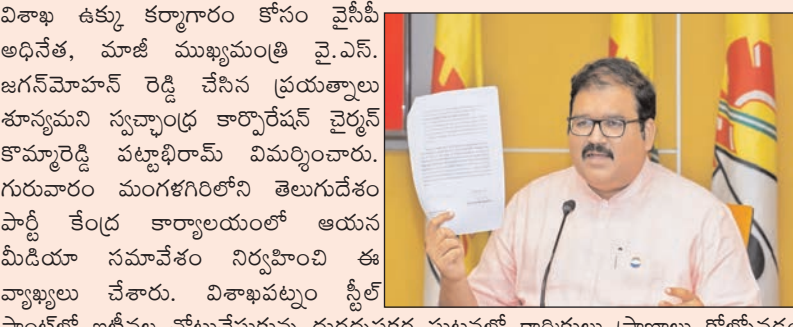 విశాఖ ఉక్కు కర్మాగారం కోసం వైసీపీ
అధినేత, మాజీ ముఖ్యమంత్రి వై.ఎస్.
జగన్‌మోహన్ రెడ్డి చేసిన ప్రయత్నాలు
శూన్యమని స్వచ్ఛాంధ్ర కార్పొరేషన్ చైర్మన్
కొమ్మారెడ్డి పట్టాభిరామ్ విమర్శించారు.
గురువారం మంగళగిరిలోని తెలుగుదేశం
పార్టీ కేంద్ర కార్యాలయంలో ఆయన
మీడియా సమావేశం నిర్వహించి ఈ
వ్యాఖ్యలు చేశారు. విశాఖపట్నం స్టీల్